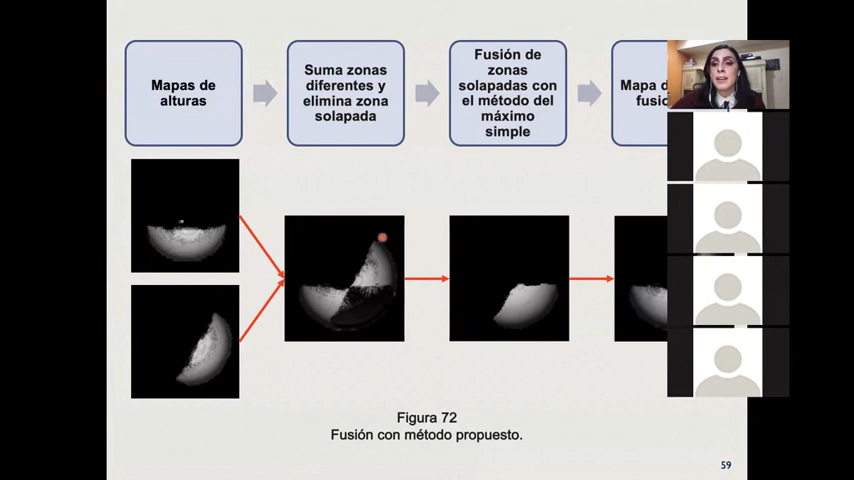 Mapas de
alturas
Suma zonas
diferentes y
elimina zona
solapada
Fusión de
zonas
solapadas con
el método del
máximo
simple
Mapa
Figura 72
Fusión con método propuesto.
59